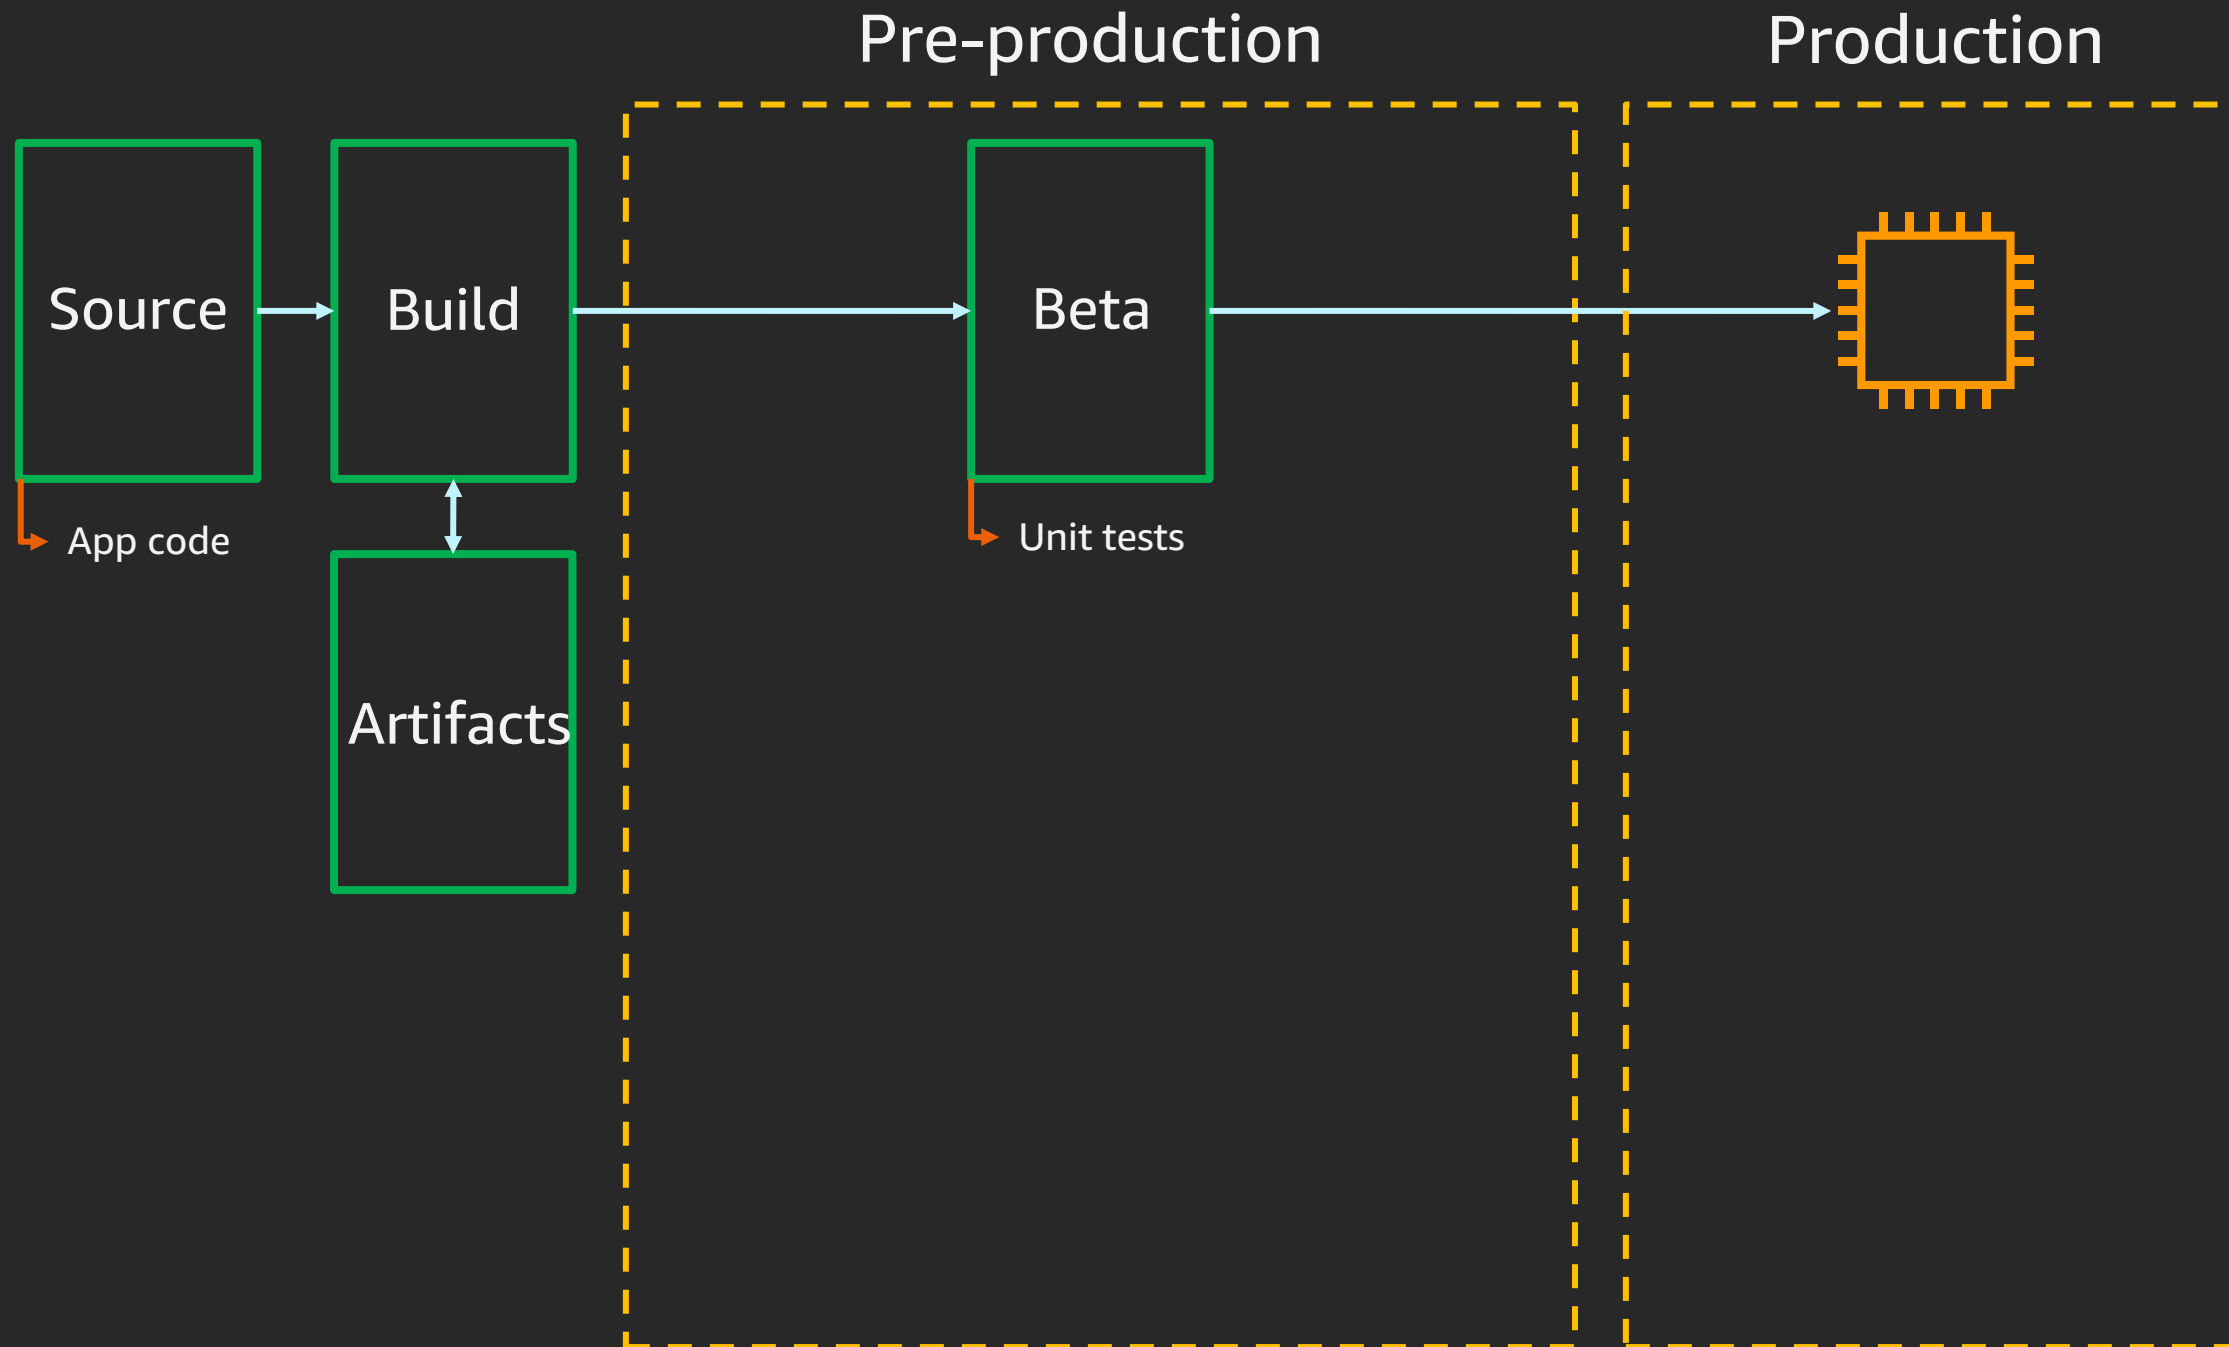 Pre-production
Production
Source
Build
Beta
App code
Unit tests
Artifacts